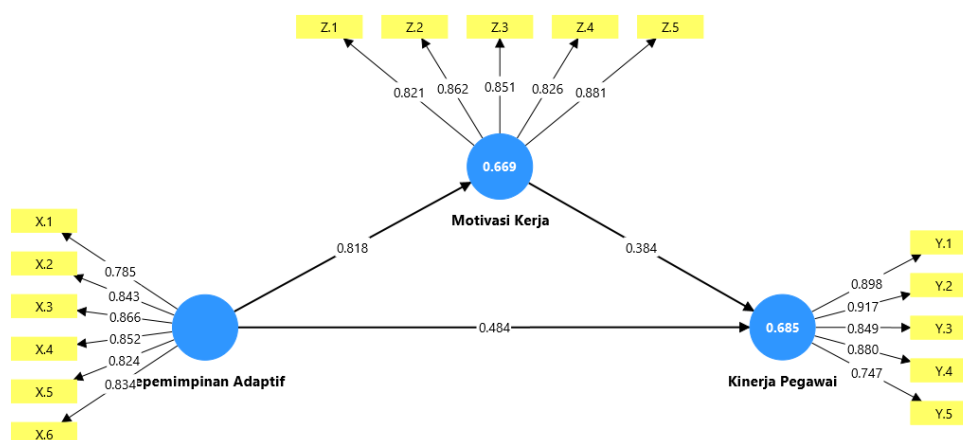 Z.1 Z.2 Z.3 Z.4 Z.5
0.821 0.862 0.851 0.826 0.881
0.669
Motivasi Kerja
0.818
0.384
X.1
X.2
X.3
X.4
X.5
X.6
0.785
0.843
0.866
0.852
0.824
0.834
epemimpinan Adaptif
0.484
0.685
Kinerja Pegawai
0.898
0.917
0.849
0.880
0.747
Y.1
Y.2
Y.3
Y.4
Y.5